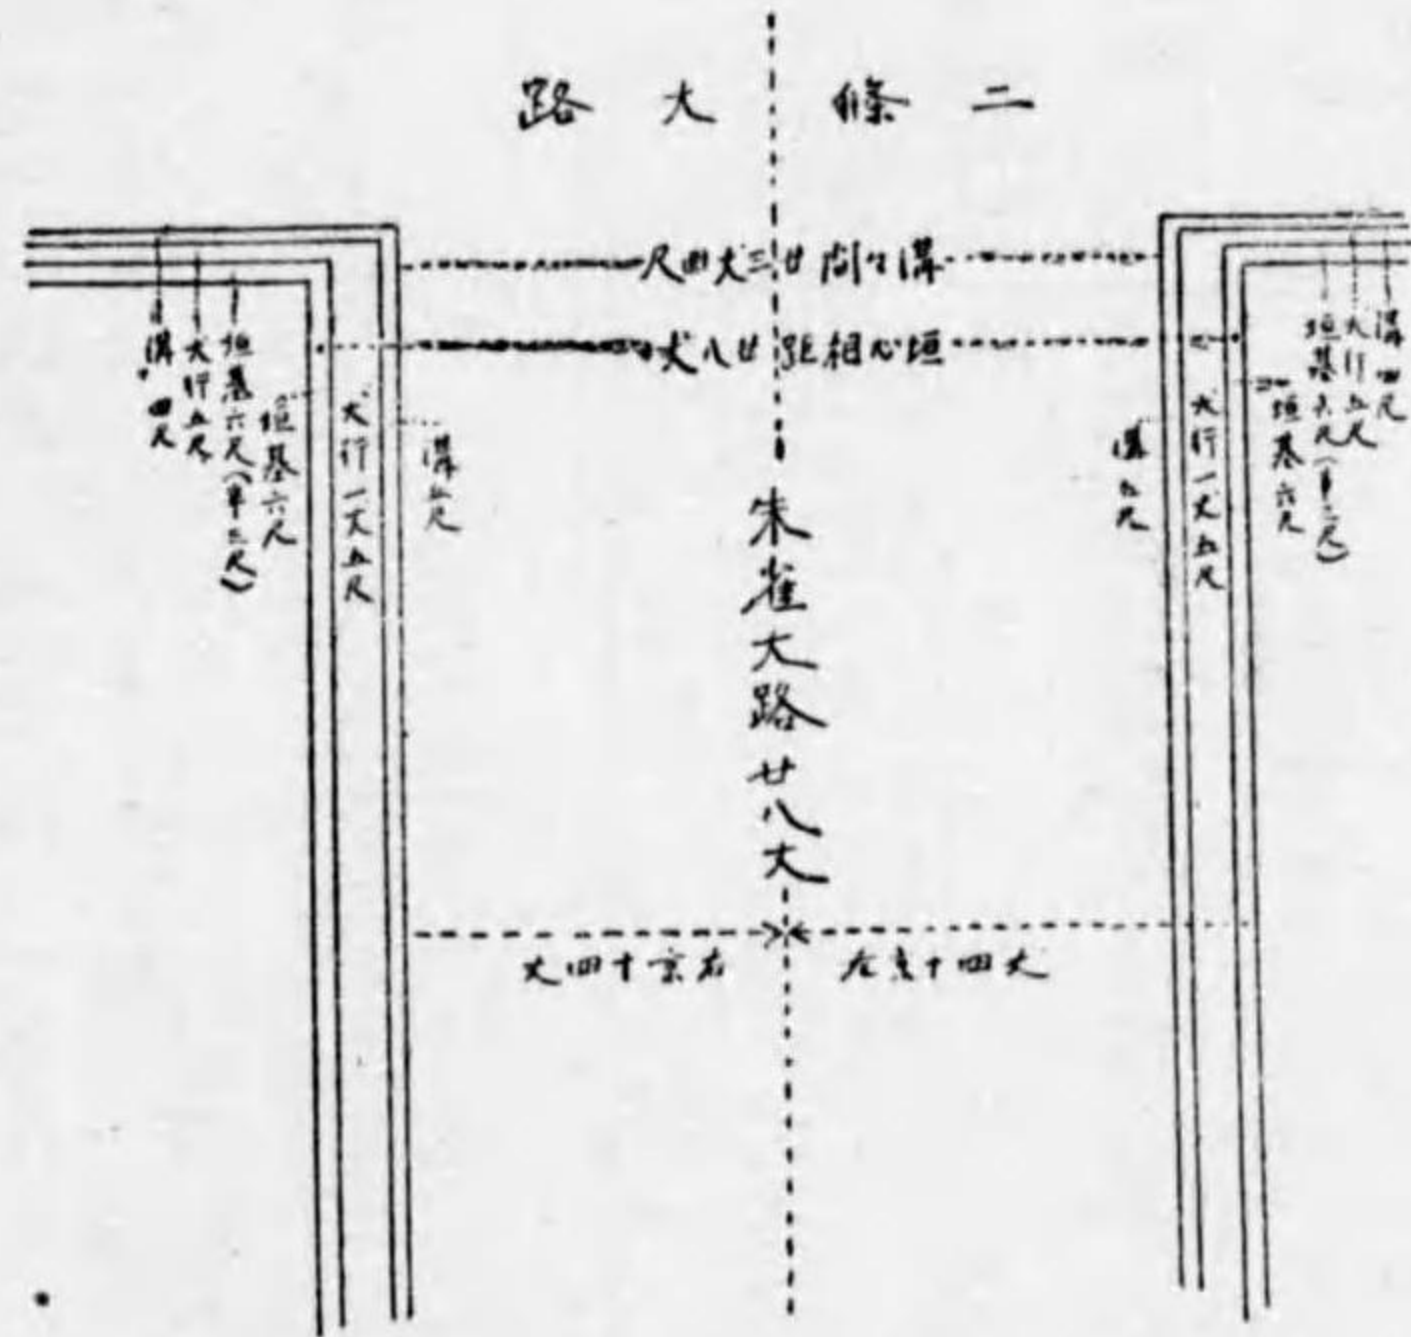 二條大路
溝々間廿三丈四尺
垣心相距廿八丈
溝四尺
犬行五尺
垣基六尺(半三尺)
垣基六尺
犬行一丈五尺
溝五尺
朱雀大路廿八丈
溝五尺
犬行一丈五尺
垣基六尺
垣基六尺(半三尺)
犬行五尺
溝四尺
左京十四丈
右京十四丈